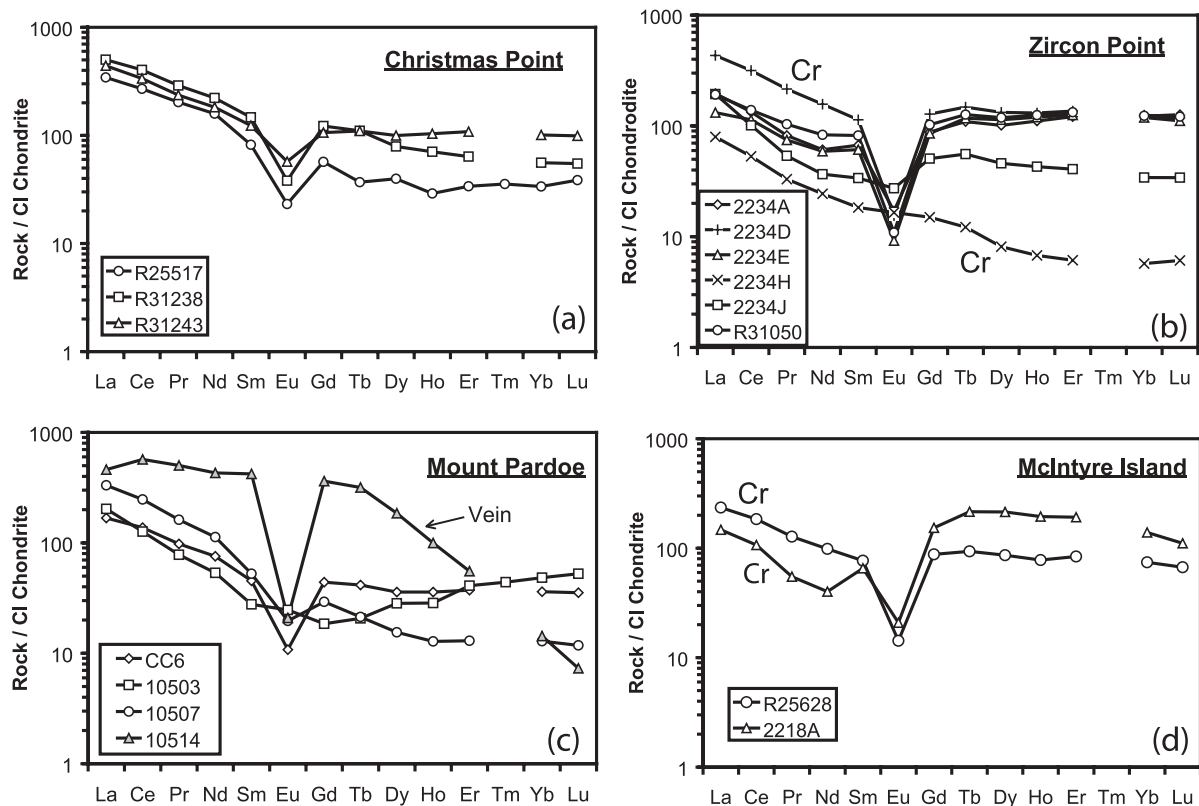 Christmas Point
Rock / CI Chondrite
1000
100
10
1
R25517
R31238
R31243
(a)
La Ce Pr Nd Sm Eu Gd Tb Dy Ho Er Tm Yb Lu
Zircon Point
Rock / CI Chondrodite
1000
100
10
1
Cr
Cr
2234A
2234D
2234E
2234H
2234J
R31050
(b)
La Ce Pr Nd Sm Eu Gd Tb Dy Ho Er Tm Yb Lu
Mount Pardoe
Rock / CI Chondrite
1000
100
10
1
Vein
CC6
10503
10507
10514
(c)
La Ce Pr Nd Sm Eu Gd Tb Dy Ho Er Tm Yb Lu
McIntyre Island
Rock / CI Chondrite
1000
100
10
1
Cr
Cr
R25628
2218A
(d)
La Ce Pr Nd Sm Eu Gd Tb Dy Ho Er Tm Yb Lu